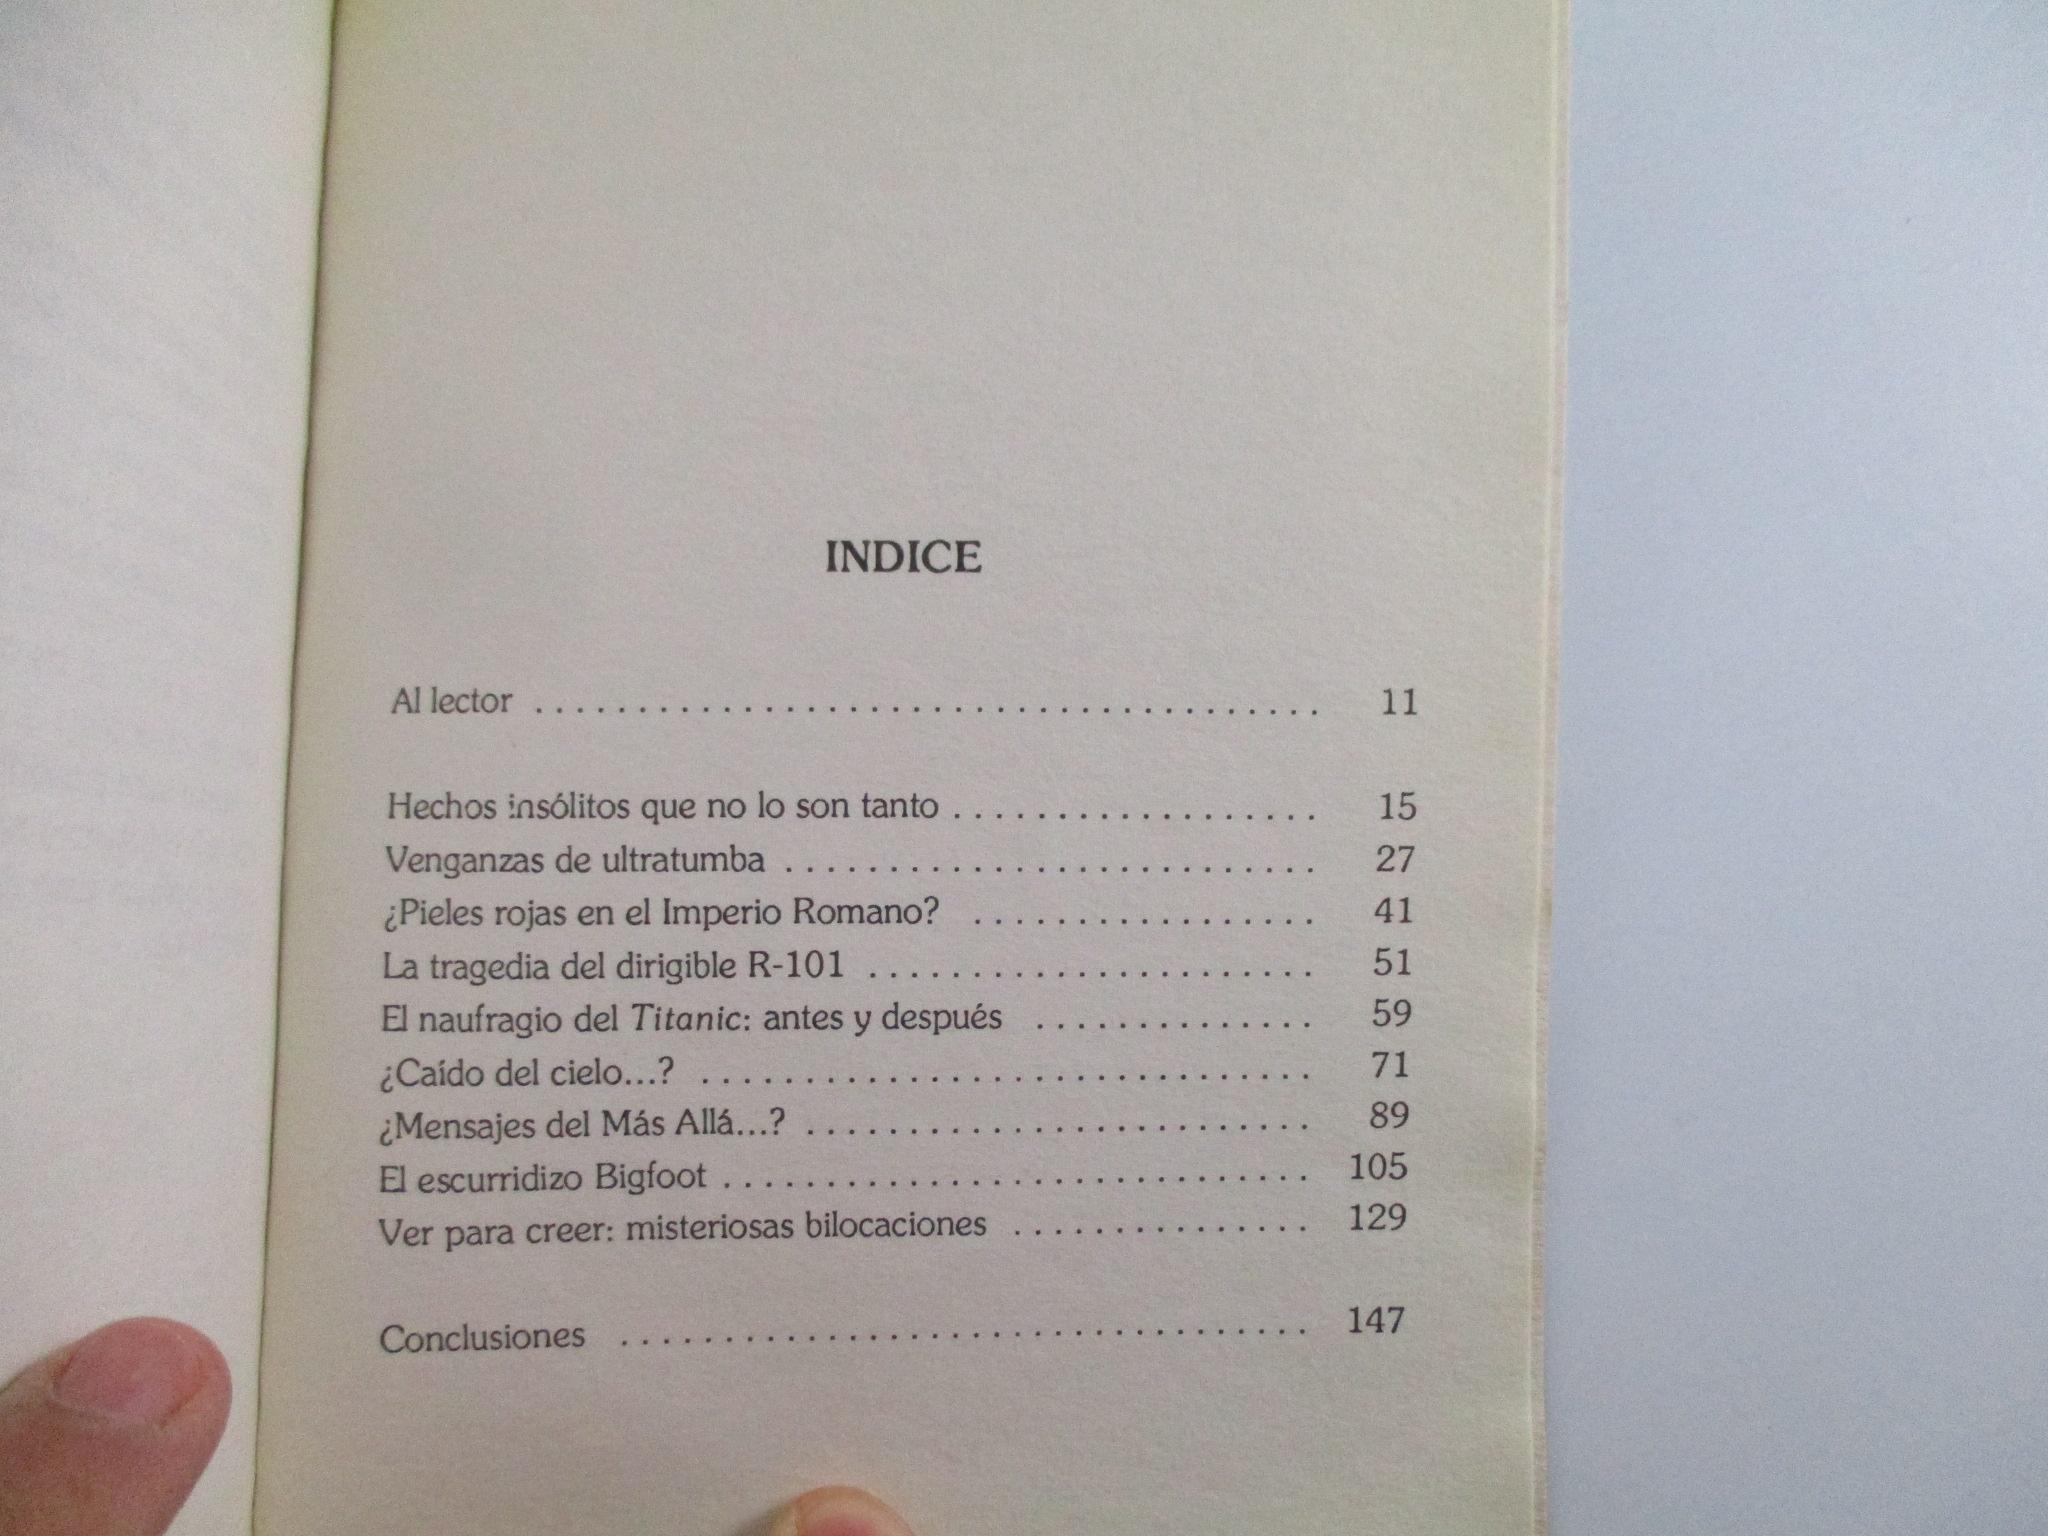 INDICE
Al lector ...................................... 11
Hechos insólitos que no lo son tanto .................. 15
Venganzas de ultratumba .......................... 27
¿Pieles rojas en el Imperio Romano? ................. 41
La tragedia del dirigible R-101 ...................... 51
El naufragio del Titanic: antes y después .............. 59
¿Caído del cielo...? .............................. 71
¿Mensajes del Más Allá...? ......................... 89
El escurridizo Bigfoot ............................. 105
Ver para creer: misteriosas bilocaciones ............... 129
Conclusiones .................................. 147